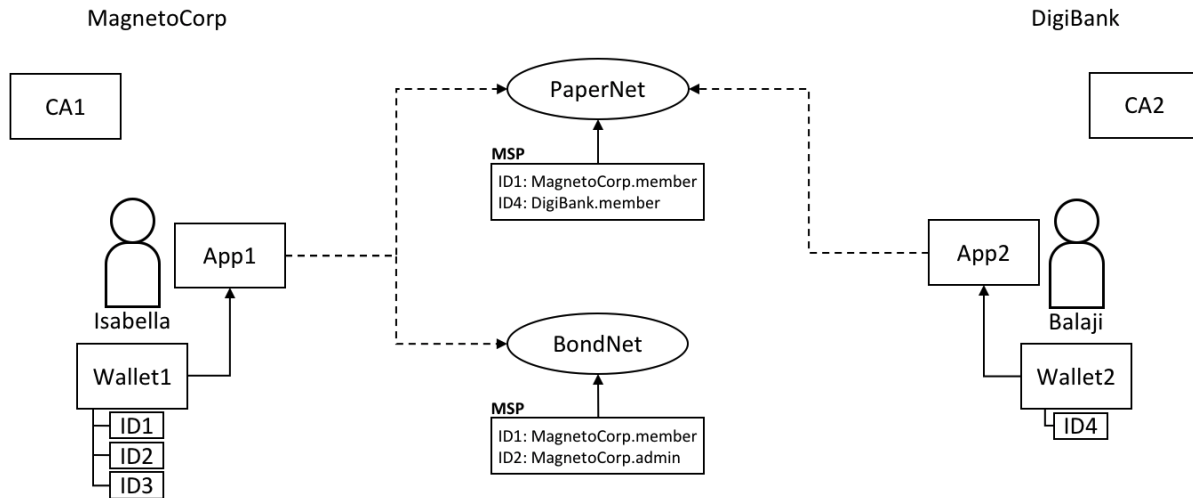 MagnetoCorp
DigiBank
CA1
PaperNet
CA2
MSP
ID1: MagnetoCorp.member
ID4: DigiBank.member
App1
App2
Isabella
Balaji
BondNet
Wallet1
Wallet2
MSP
ID1: MagnetoCorp.member
ID2: MagnetoCorp.admin
ID1
ID2
ID3
ID4